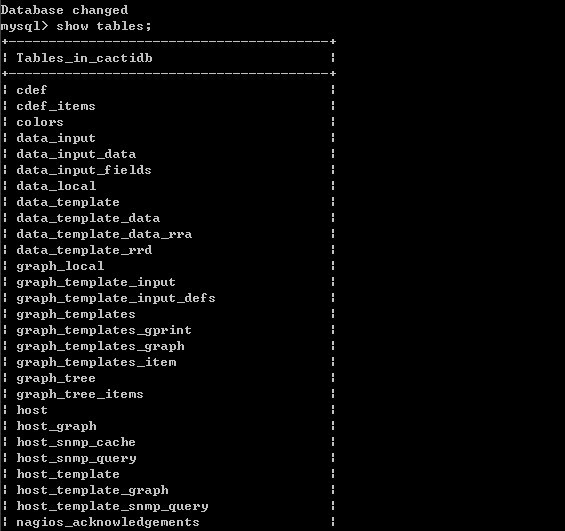 Database changed
mysql> show tables;
+----------------------------------------+
¦ Tables_in_cactidb                      ¦
+----------------------------------------+
¦ cdef                                   ¦
¦ cdef_items                             ¦
¦ colors                                 ¦
¦ data_input                             ¦
¦ data_input_data                        ¦
¦ data_input_fields                      ¦
¦ data_local                             ¦
¦ data_template                          ¦
¦ data_template_data                     ¦
¦ data_template_data_rra                 ¦
¦ data_template_rrd                      ¦
¦ graph_local                            ¦
¦ graph_template_input                   ¦
¦ graph_template_input_defs              ¦
¦ graph_templates                        ¦
¦ graph_templates_gprint                 ¦
¦ graph_templates_graph                  ¦
¦ graph_templates_item                   ¦
¦ graph_tree                             ¦
¦ graph_tree_items                       ¦
¦ host                                   ¦
¦ host_graph                             ¦
¦ host_snmp_cache                        ¦
¦ host_snmp_query                        ¦
¦ host_template                          ¦
¦ host_template_graph                    ¦
¦ host_template_snmp_query               ¦
¦ nagios_acknowledgements                ¦